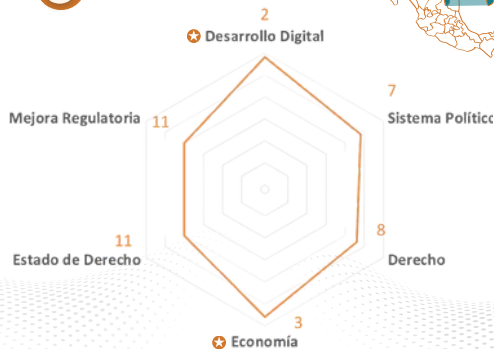 2
Desarrollo Digital
7
Mejora Regulatoria
11
Sistema Político
8
11
Estado de Derecho
Derecho
3
Economía